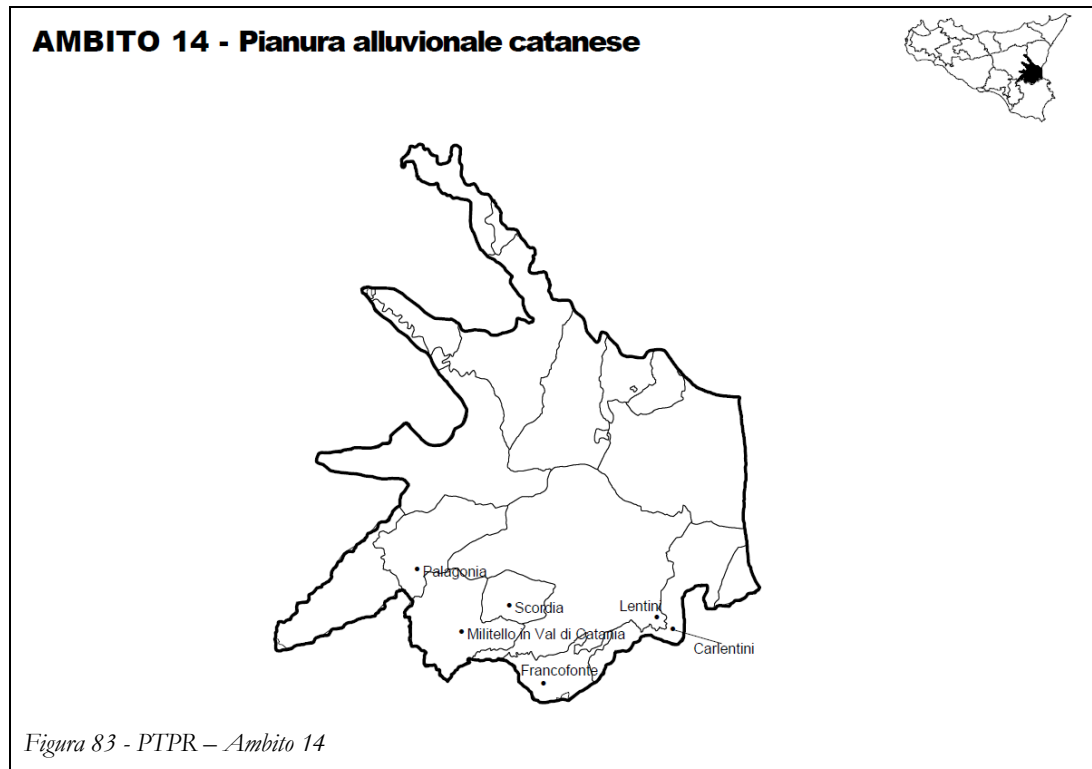 AMBITO 14 - Pianura alluvionale catanese
Palagonia
Scordia
Lentini
Militello in Val di Catania
Carlentini
Francofonte
Figura 83 - PTPR – Ambito 14